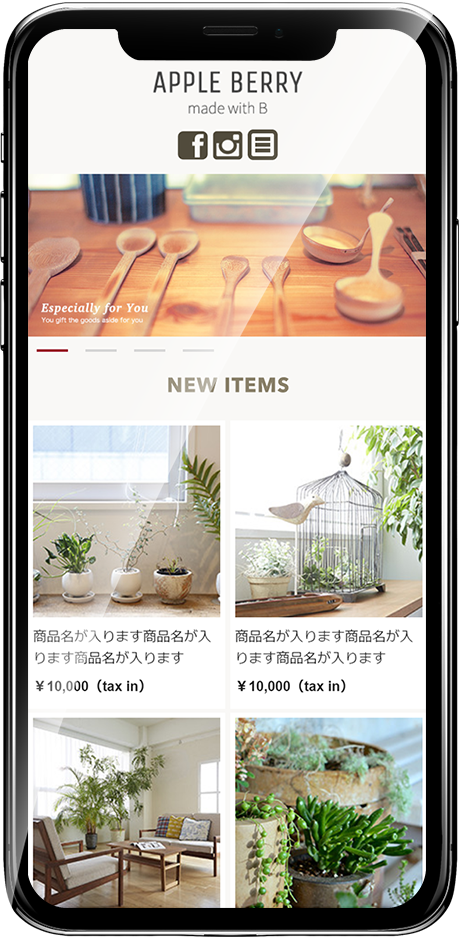 APPLE BERRY
made with B
Especially for You
You gift the goods aside for you
NEW ITEMS
商品名が入ります商品名が入
ります商品名が入ります
￥10,000（tax in）
商品名が入ります商品名が入
ります商品名が入ります
￥10,000（tax in）